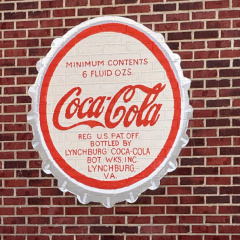 MINIMUM CONTENTS
6 FLUID OZS.
Coca-Cola
REG. U.S. PAT. OFF.
BOTTLED BY
LYNCHBURG COCA-COLA
BOT. WKS. INC.
LYNCHBURG,
VA.